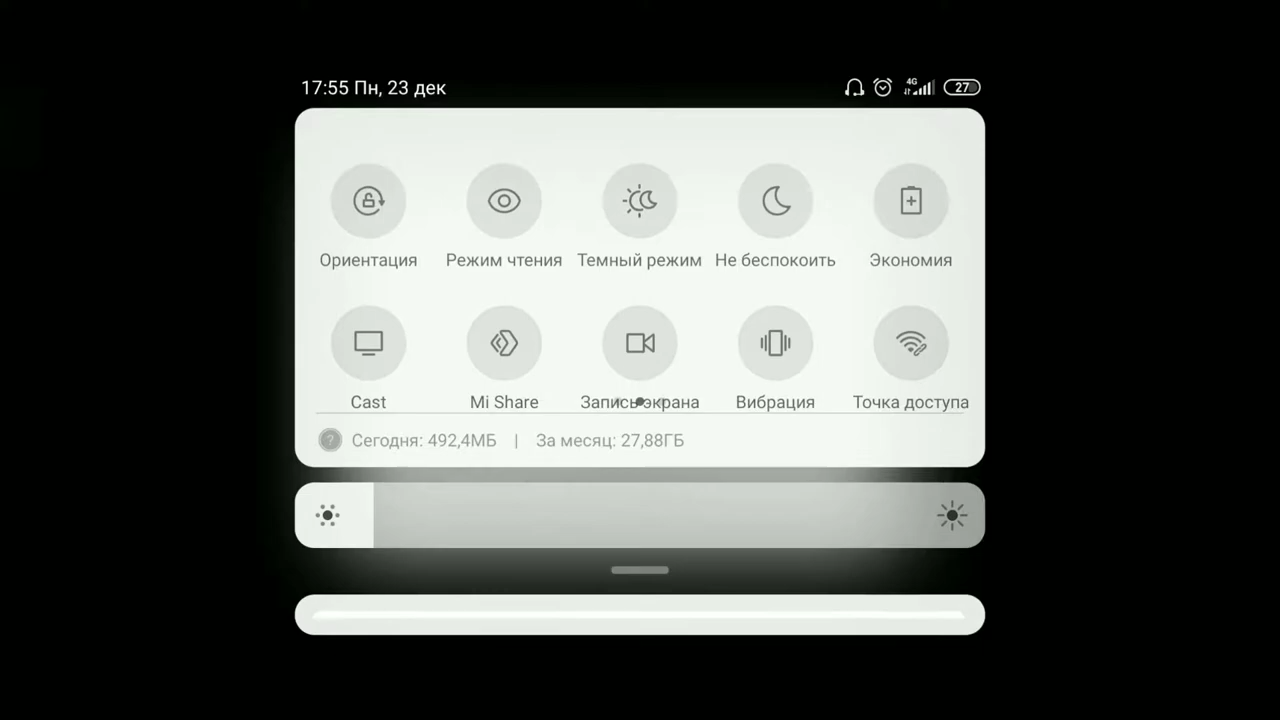 17:55 Пн, 23 дек 4G 27
Ориентация Режим чтения Темный режим Не беспокоить Экономия
Cast Mi Share Запись экрана Вибрация Точка доступа
? Сегодня: 492,4МБ | За месяц: 27,88ГБ